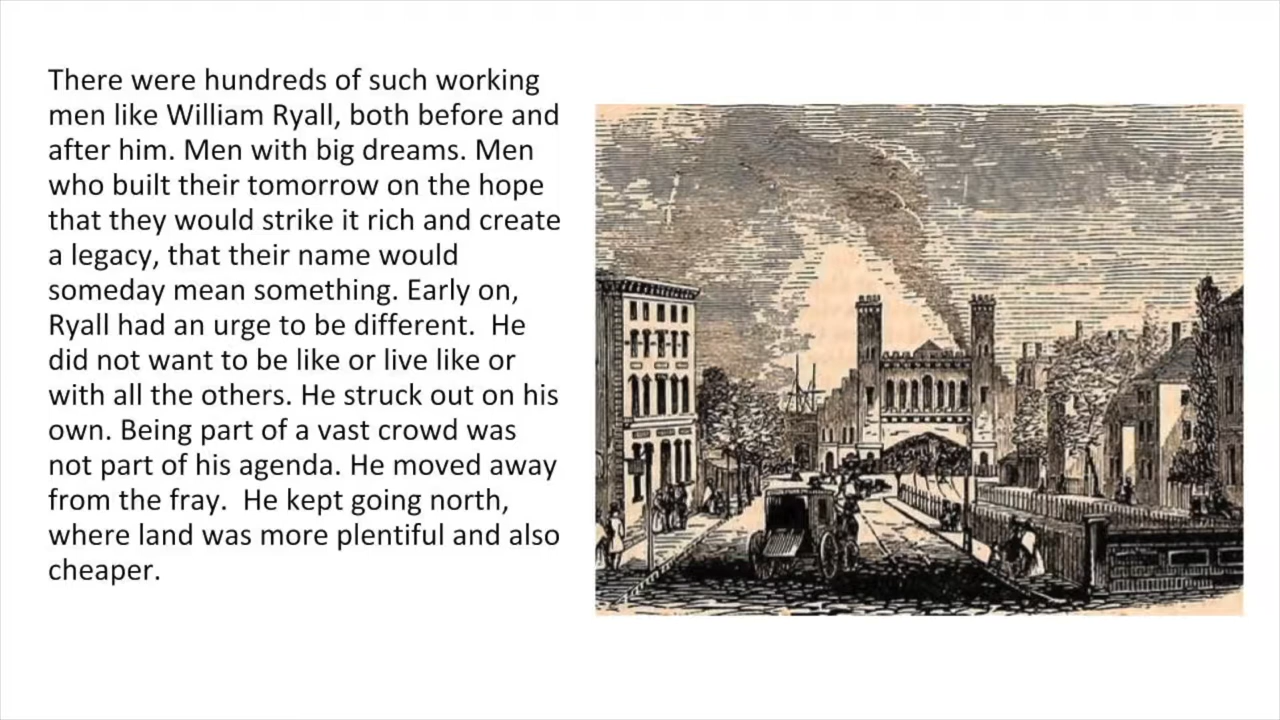 There were hundreds of such working
men like William Ryall, both before and
after him. Men with big dreams. Men
who built their tomorrow on the hope
that they would strike it rich and create
a legacy, that their name would
someday mean something. Early on,
Ryall had an urge to be different.  He
did not want to be like or live like or
with all the others. He struck out on his
own. Being part of a vast crowd was
not part of his agenda. He moved away
from the fray.  He kept going north,
where land was more plentiful and also
cheaper.